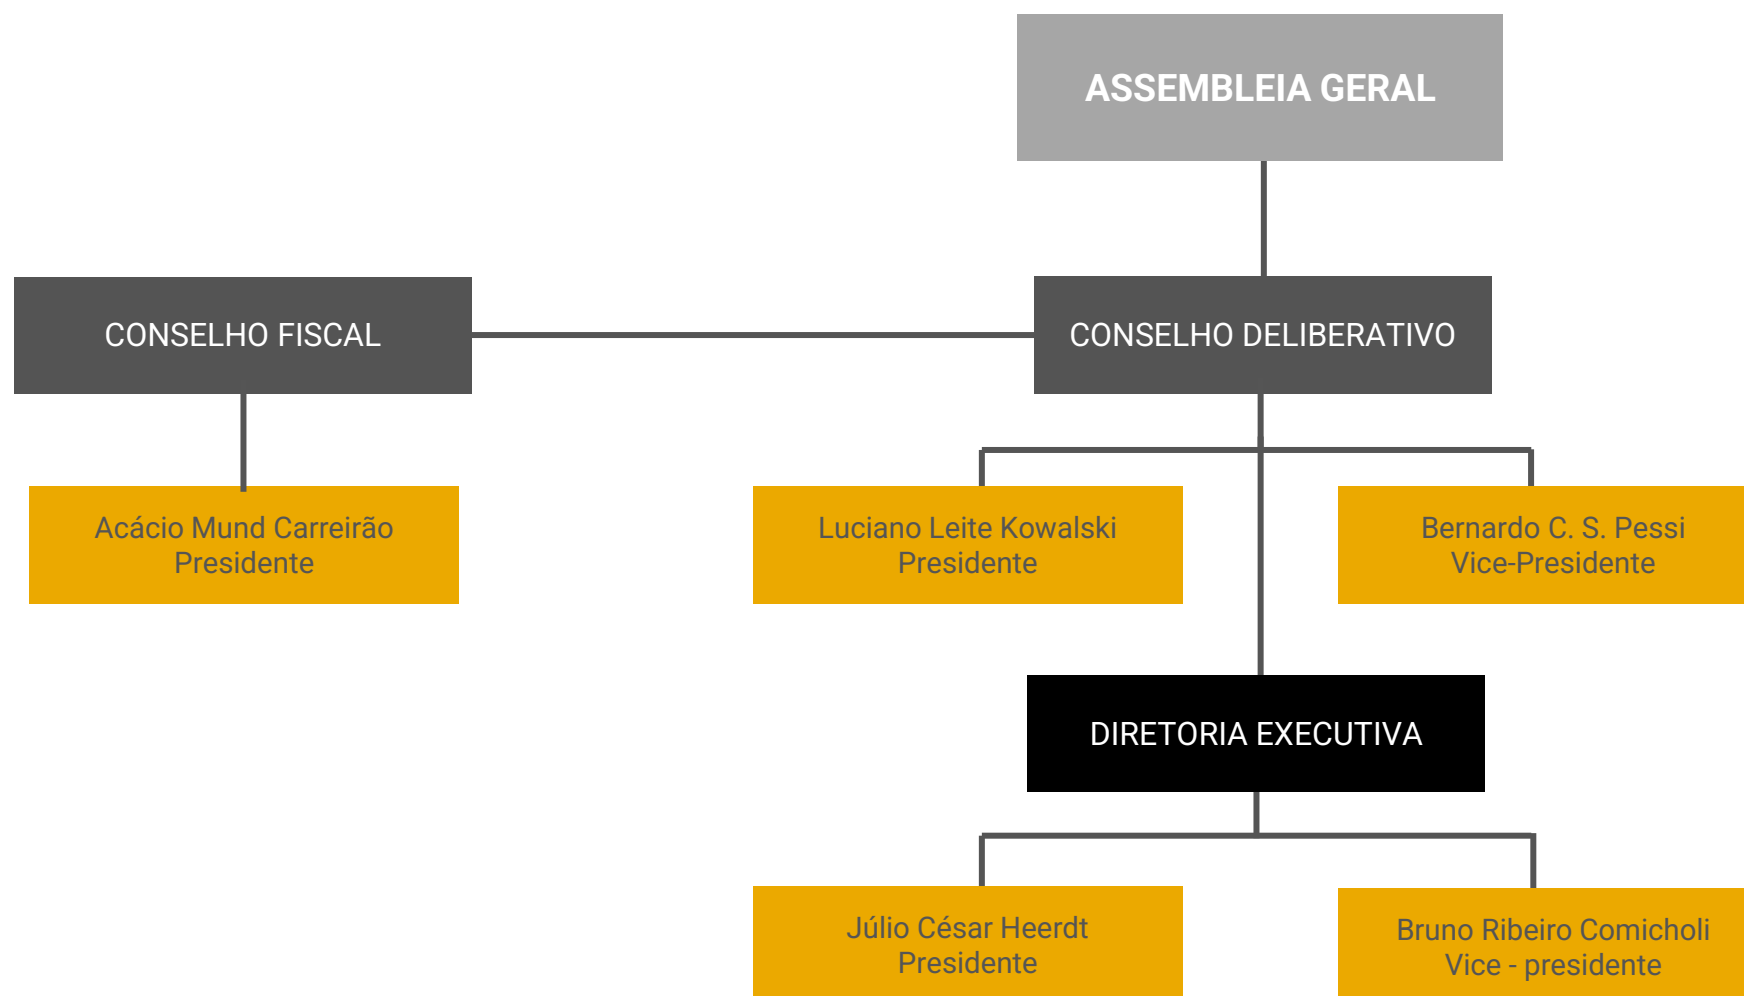 ASSEMBLEIA GERAL
CONSELHO FISCAL
CONSELHO DELIBERATIVO
Acácio Mund Carreirão
Presidente
Luciano Leite Kowalski
Presidente
Bernardo C. S. Pessi
Vice-Presidente
DIRETORIA EXECUTIVA
Júlio César Heerdt
Presidente
Bruno Ribeiro Comicholi
Vice - presidente